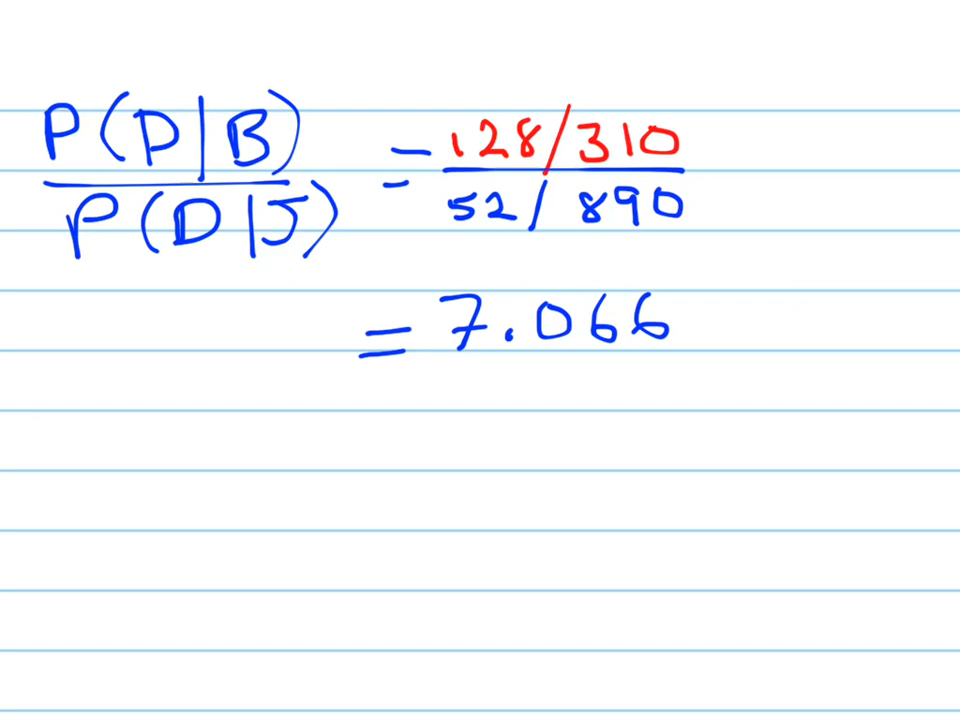 P(D|B) / P(D|J) = 128/310 / 52/890
= 7.066